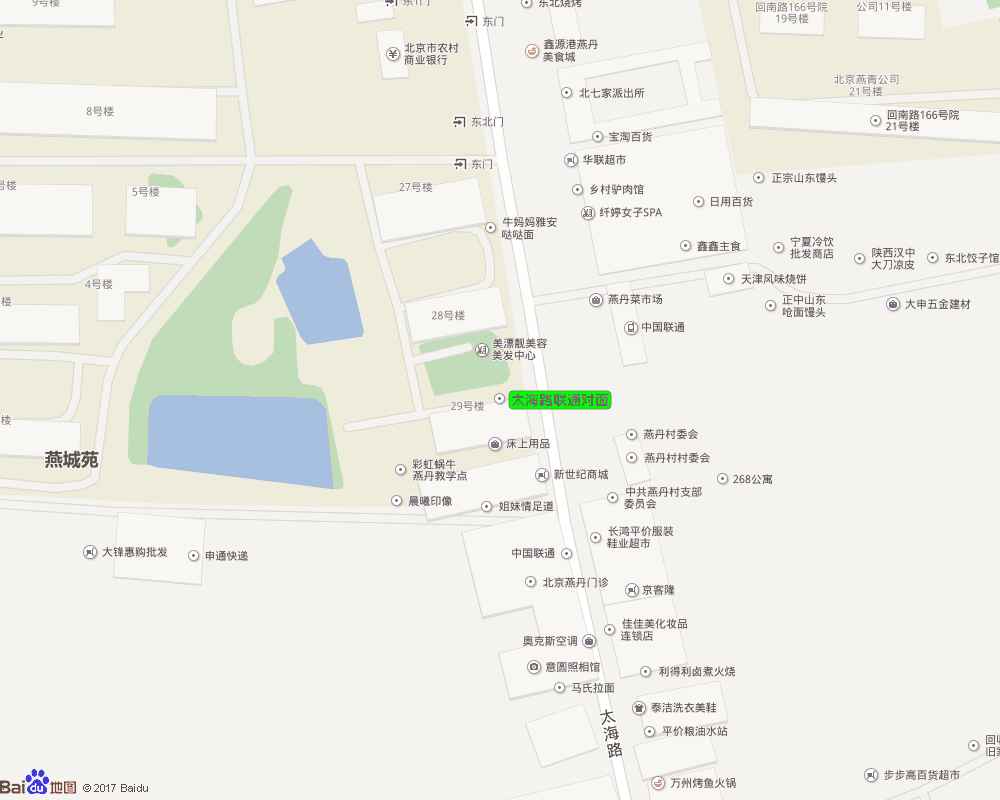 9号楼
业
东门
东北烧烤
回南路166号院
19号楼
公司11号楼
东门
北京市农村
商业银行
鑫源港燕丹
美食城
北京燕青公司
21号楼
北七家派出所
8号楼
东北门
回南路166号院
21号楼
宝淘百货
东门
华联超市
正宗山东馒头
号楼
5号楼
27号楼
乡村驴肉馆
日用百货
纤婷女子SPA
牛妈妈雅安
哒哒面
鑫鑫主食
宁夏冷饮
批发商店
陕西汉中
大刀凉皮
东北饺子馆
天津风味烧饼
4号楼
楼
燕丹菜市场
正中山东
呛面馒头
大申五金建材
28号楼
中国联通
美漂靓美容
美发中心
太海路联通对面
29号楼
楼
燕丹村委会
床上用品
燕丹村村委会
燕城苑
彩虹蜗牛
燕丹教学点
新世纪商城
268公寓
晨曦印像
姐妹情足道
中共燕丹村支部
委员会
长鸿平价服装
鞋业超市
大锋惠购批发
申通快递
中国联通
北京燕丹门诊
京客隆
佳佳美化妆品
连锁店
奥克斯空调
意圆照相馆
利得利卤煮火烧
马氏拉面
泰洁洗衣美鞋
太海路
平价粮油水站
回收
旧家
步步高百货超市
万州烤鱼火锅
Bai du 地图 © 2017 Baidu